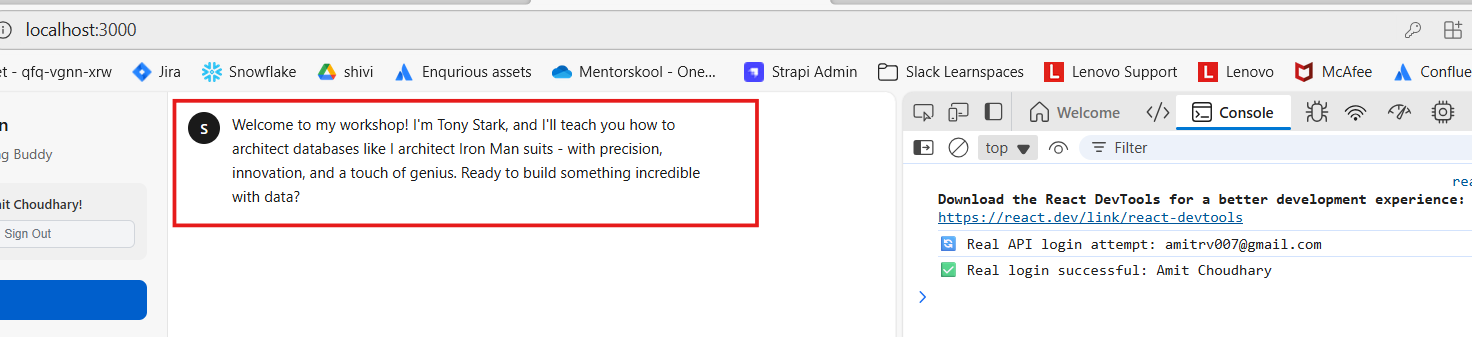 localhost:3000
et - qfq-vgnn-xrw Jira Snowflake shivi Enqurious assets Mentorskool - One... Strapi Admin Slack Learnspaces Lenovo Support Lenovo McAfee Conflue
n
ng Buddy
it Choudhary!
Sign Out
S
Welcome to my workshop! I'm Tony Stark, and I'll teach you how to
architect databases like I architect Iron Man suits - with precision,
innovation, and a touch of genius. Ready to build something incredible
with data?
Welcome Console
top Filter
rea
Download the React DevTools for a better development experience:
https://react.dev/link/react-devtools
Real API login attempt: amitrv007@gmail.com
Real login successful: Amit Choudhary